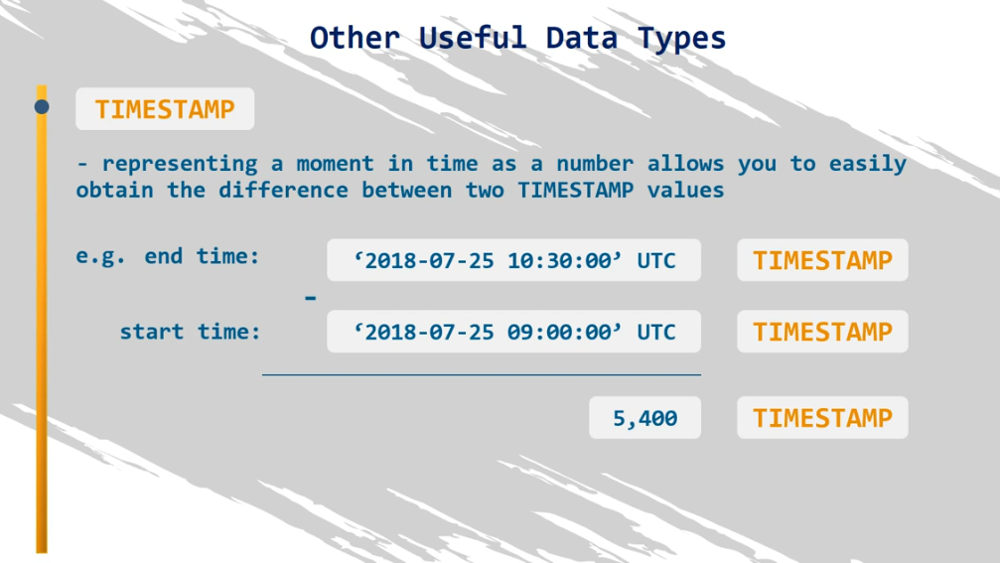 Other Useful Data Types
TIMESTAMP
- representing a moment in time as a number allows you to easily
obtain the difference between two TIMESTAMP values
e.g. end time: ‘2018-07-25 10:30:00’ UTC TIMESTAMP
-
start time: ‘2018-07-25 09:00:00’ UTC TIMESTAMP
5,400 TIMESTAMP